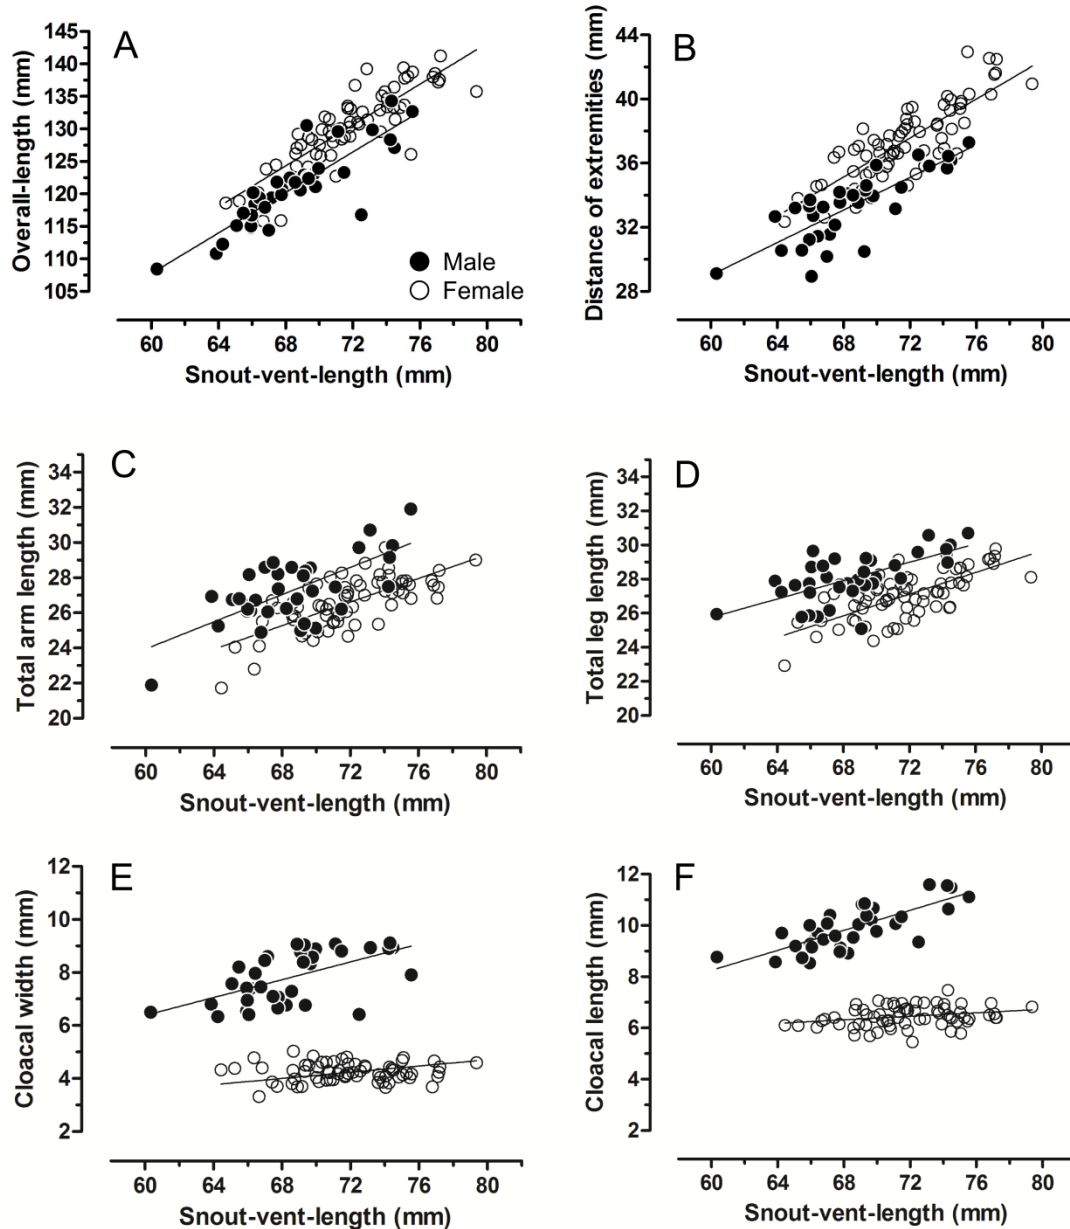 A
Overall-length (mm)
145
140
135
130
125
120
115
110
105
Male
Female
60 64 68 72 76 80
Snout-vent-length (mm)
B
Distance of extremities (mm)
44
40
36
32
28
60 64 68 72 76 80
Snout-vent-length (mm)
C
Total arm length (mm)
34
32
30
28
26
24
22
20
60 64 68 72 76 80
Snout-vent-length (mm)
D
Total leg length (mm)
34
32
30
28
26
24
22
20
60 64 68 72 76 80
Snout-vent-length (mm)
E
Cloacal width (mm)
12
10
8
6
4
2
60 64 68 72 76 80
Snout-vent-length (mm)
F
Cloacal length (mm)
12
10
8
6
4
2
60 64 68 72 76 80
Snout-vent-length (mm)